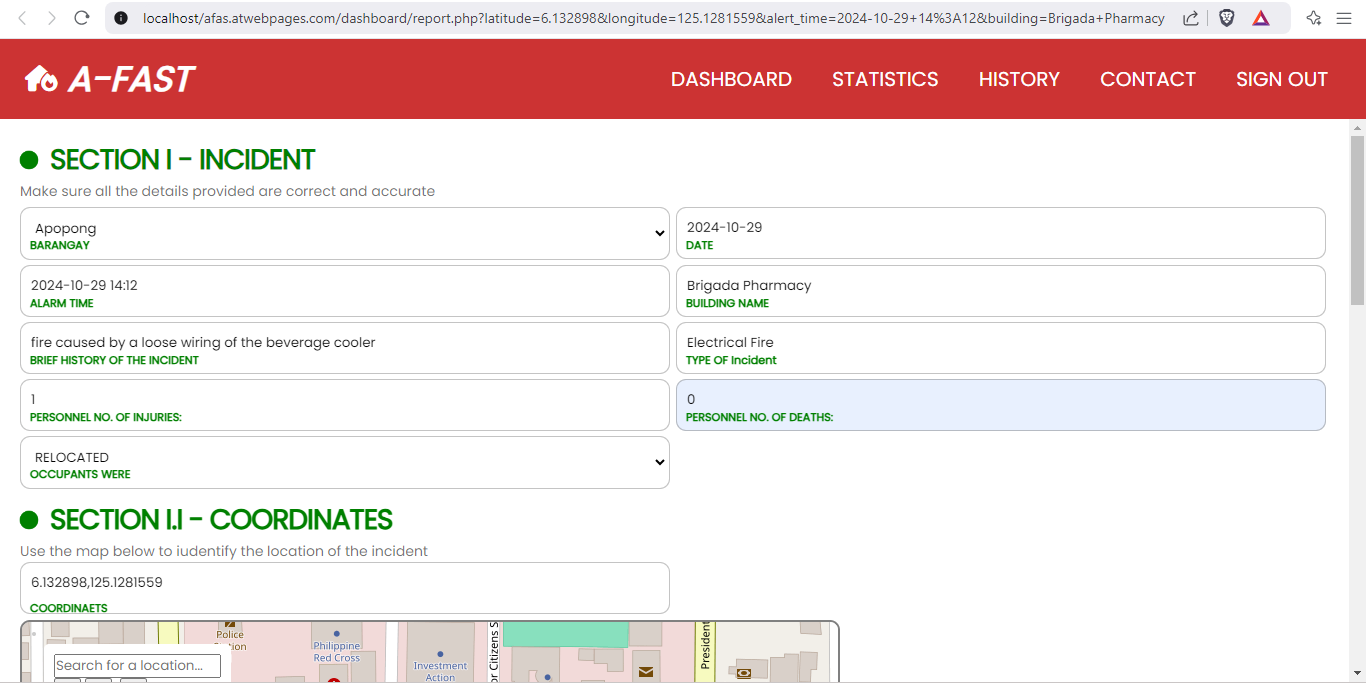 localhost/afas.atwebpages.com/dashboard/report.php?latitude=6.132898&longitude=125.1281559&alert_time=2024-10-29+14%3A12&building=Brigada+Pharmacy
A-FAST
DASHBOARD
STATISTICS
HISTORY
CONTACT
SIGN OUT
SECTION I - INCIDENT
Make sure all the details provided are correct and accurate
Apopong
BARANGAY
2024-10-29
DATE
2024-10-29 14:12
ALARM TIME
Brigada Pharmacy
BUILDING NAME
fire caused by a loose wiring of the beverage cooler
BRIEF HISTORY OF THE INCIDENT
Electrical Fire
TYPE OF Incident
1
PERSONNEL NO. OF INJURIES:
0
PERSONNEL NO. OF DEATHS:
RELOCATED
OCCUPANTS WERE
SECTION I.I - COORDINATES
Use the map below to iudentify the location of the incident
6.132898,125.1281559
COORDINAETS
Police
Philippine
Red Cross
Investment
Action
or Citizens S
President
Search for a location...